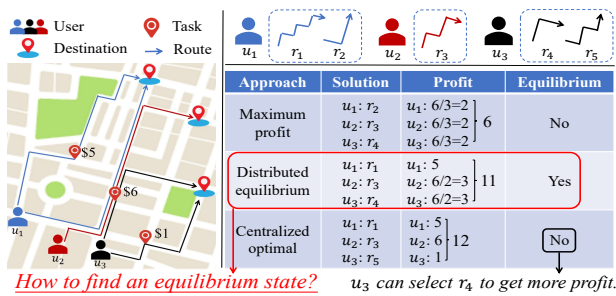 User
Task
Destination
Route
$5
$6
$1
u₁
u₂
u₃
u₁ r₁ r₂ u₂ r₃ u₃ r₄ r₅
Approach Solution Profit Equilibrium
Maximum profit
u₁: r₂ u₁: 6/3=2
u₂: r₃ u₂: 6/3=2 6 No
u₃: r₄ u₃: 6/3=2
Distributed equilibrium
u₁: r₁ u₁: 5
u₂: r₃ u₂: 6/2=3 11 Yes
u₃: r₄ u₃: 6/2=3
Centralized optimal
u₁: r₁ u₁: 5
u₂: r₃ u₂: 6 12 No
u₃: r₅ u₃: 1
How to find an equilibrium state?
u₃ can select r₄ to get more profit